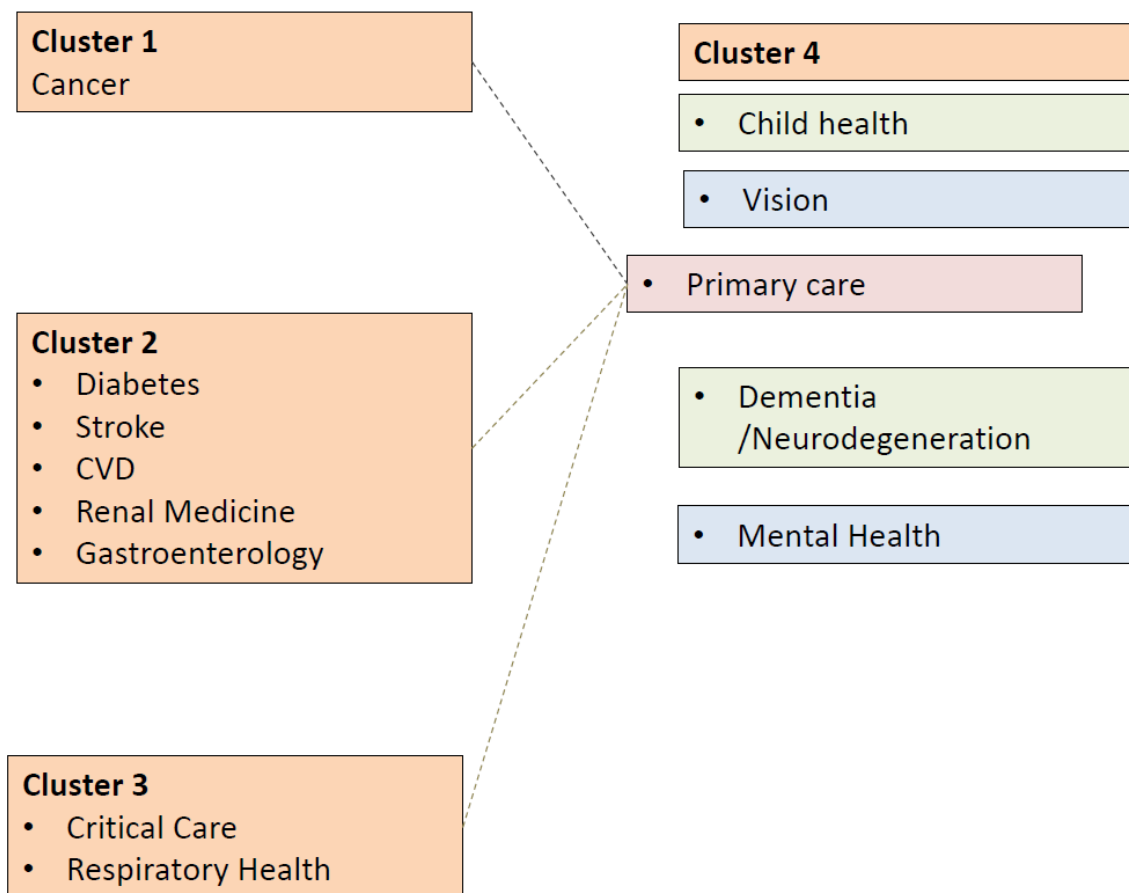 Cluster 1
Cancer
Cluster 2
• Diabetes
• Stroke
• CVD
• Renal Medicine
• Gastroenterology
Cluster 3
• Critical Care
• Respiratory Health
Cluster 4
• Child health
• Vision
• Primary care
• Dementia
/Neurodegeneration
• Mental Health